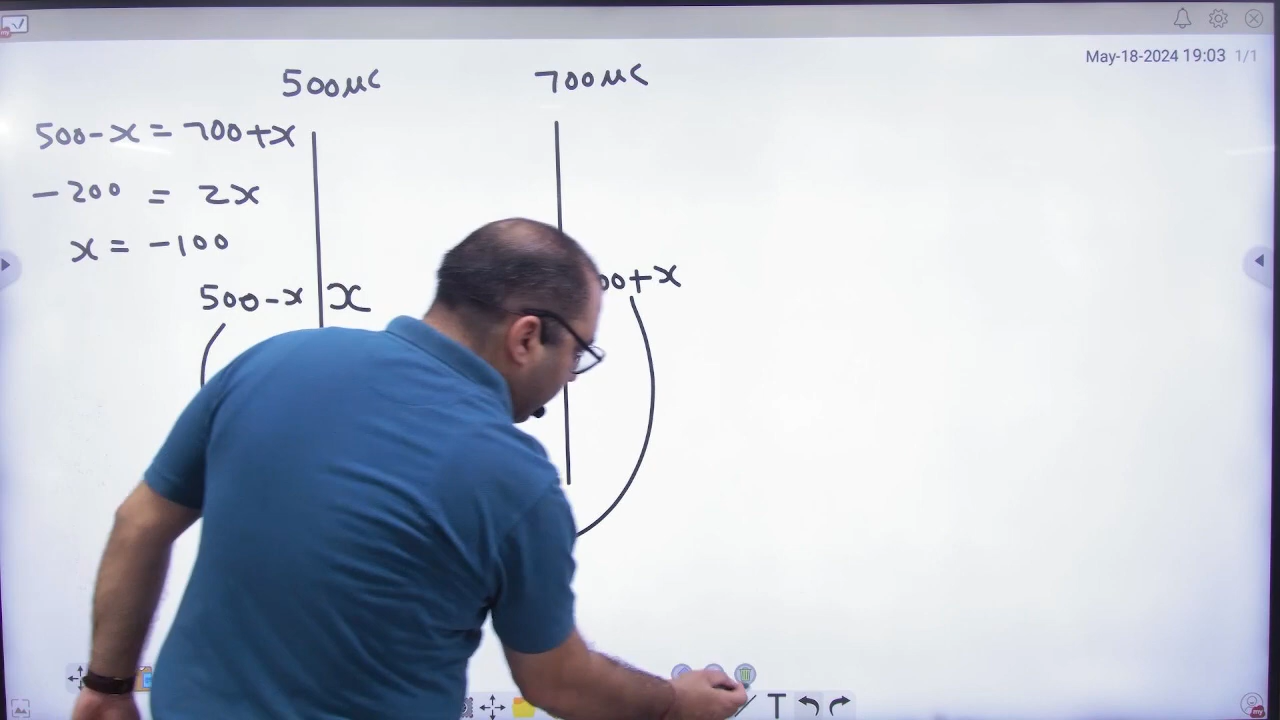 May-18-2024 19:03 1/1
500μC 700μC
500-x = 700+x
-200 = 2x
x = -100
500-x x 00+x
T